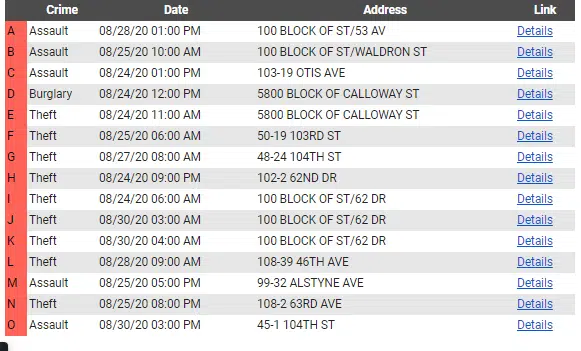 Crime Date Address Link
A Assault 08/28/20 01:00 PM 100 BLOCK OF ST/53 AV Details
B Assault 08/25/20 10:00 AM 100 BLOCK OF ST/WALDRON ST Details
C Assault 08/24/20 01:00 PM 103-19 OTIS AVE Details
D Burglary 08/24/20 12:00 PM 5800 BLOCK OF CALLOWAY ST Details
E Theft 08/24/20 11:00 AM 5800 BLOCK OF CALLOWAY ST Details
F Theft 08/25/20 06:00 AM 50-19 103RD ST Details
G Theft 08/27/20 08:00 AM 48-24 104TH ST Details
H Theft 08/24/20 09:00 PM 102-2 62ND DR Details
I Theft 08/24/20 06:00 AM 100 BLOCK OF ST/62 DR Details
J Theft 08/30/20 03:00 AM 100 BLOCK OF ST/62 DR Details
K Theft 08/30/20 04:00 AM 100 BLOCK OF ST/62 DR Details
L Theft 08/28/20 09:00 AM 108-39 46TH AVE Details
M Assault 08/25/20 05:00 PM 99-32 ALSTYNE AVE Details
N Theft 08/25/20 08:00 PM 108-2 63RD AVE Details
O Assault 08/30/20 03:00 PM 45-1 104TH ST Details